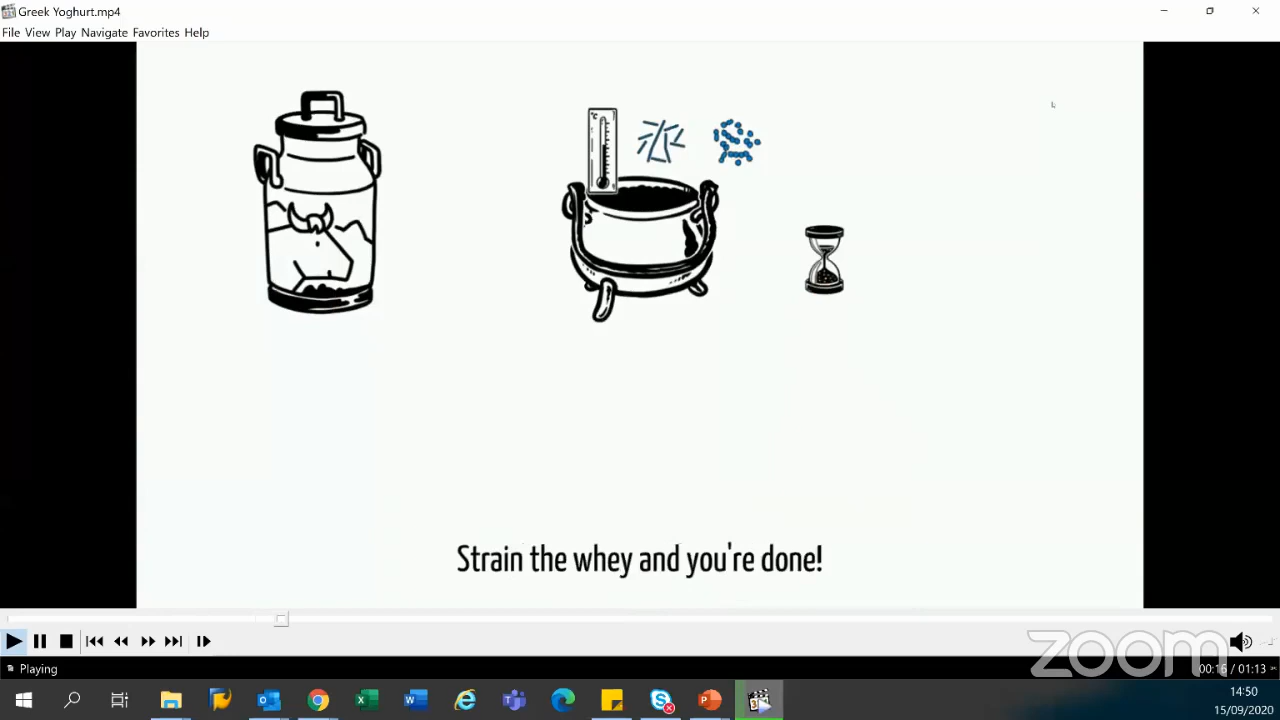 Greek Yoghurt.mp4
File View Play Navigate Favorites Help
°C
Strain the whey and you're done!
zoom
Playing
00:16 / 01:13
14:50
15/09/2020